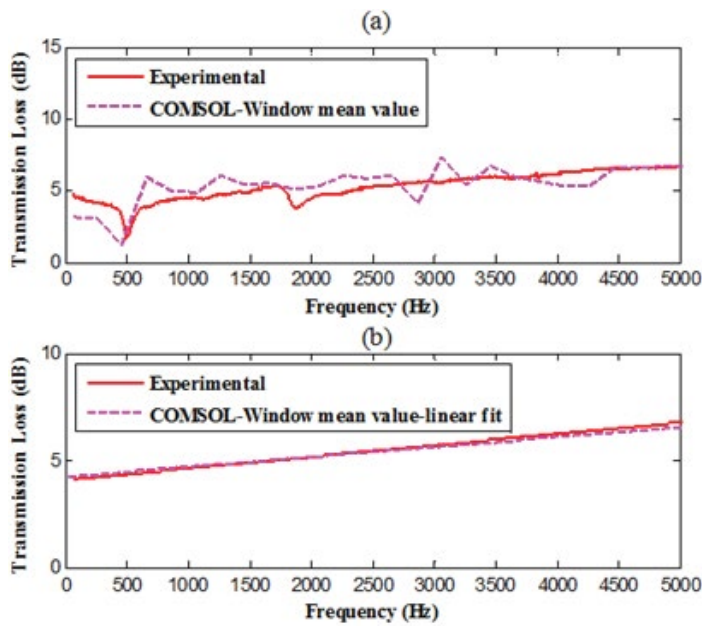 (a)
Transmission Loss (dB)
15
10
5
0
Experimental
COMSOL-Window mean value
0 500 1000 1500 2000 2500 3000 3500 4000 4500 5000
Frequency (Hz)
(b)
Transmission Loss (dB)
10
5
0
Experimental
COMSOL-Window mean value-linear fit
0 500 1000 1500 2000 2500 3000 3500 4000 4500 5000
Frequency (Hz)